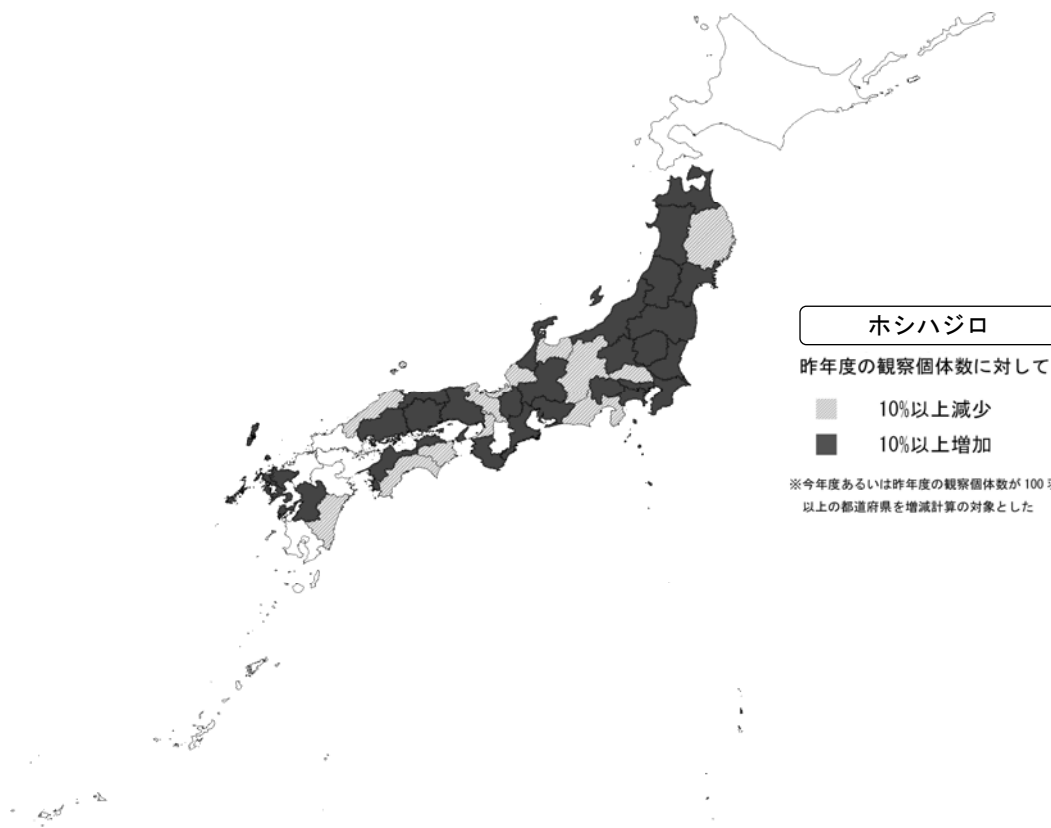 ホシハジロ
昨年度の観察個体数に対して
10%以上減少
10%以上増加
※今年度あるいは昨年度の観察個体数が 100
以上の都道府県を増減計算の対象とした